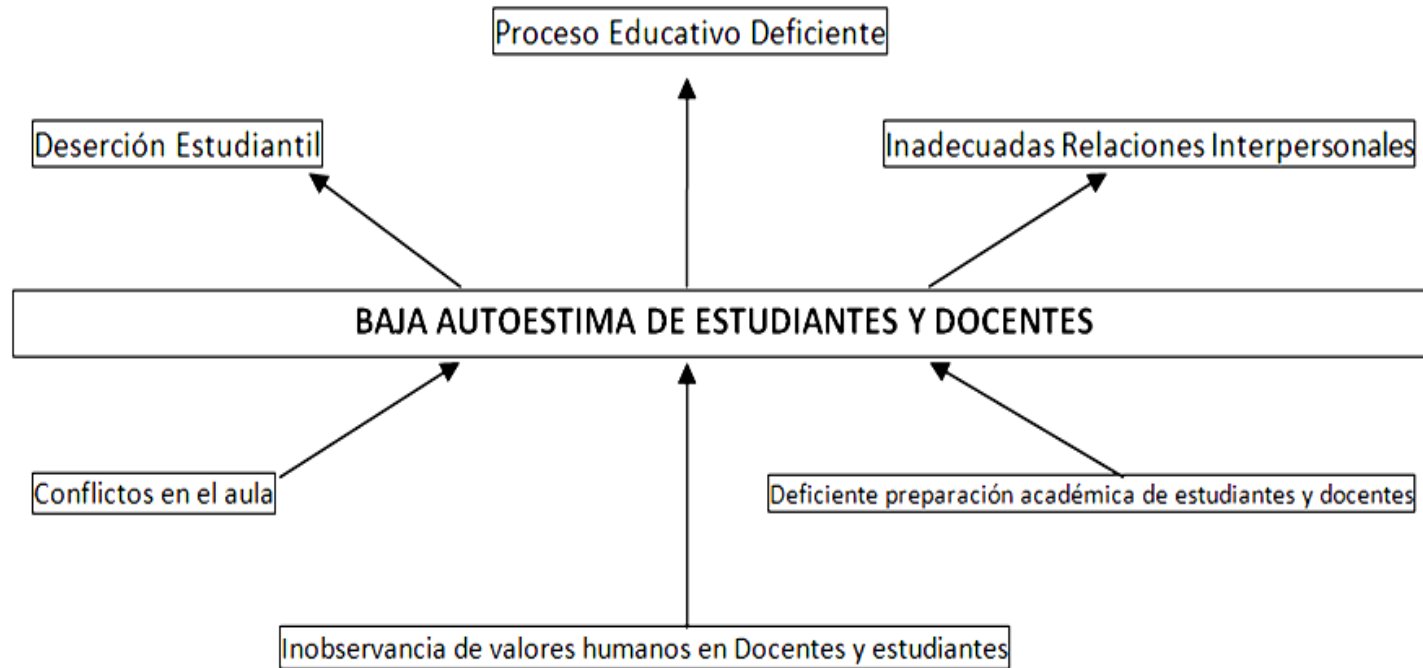 Proceso Educativo Deficiente
Deserción Estudiantil
Inadecuadas Relaciones Interpersonales
BAJA AUTOESTIMA DE ESTUDIANTES Y DOCENTES
Conflictos en el aula
Deficiente preparación académica de estudiantes y docentes
Inobservancia de valores humanos en Docentes y estudiantes